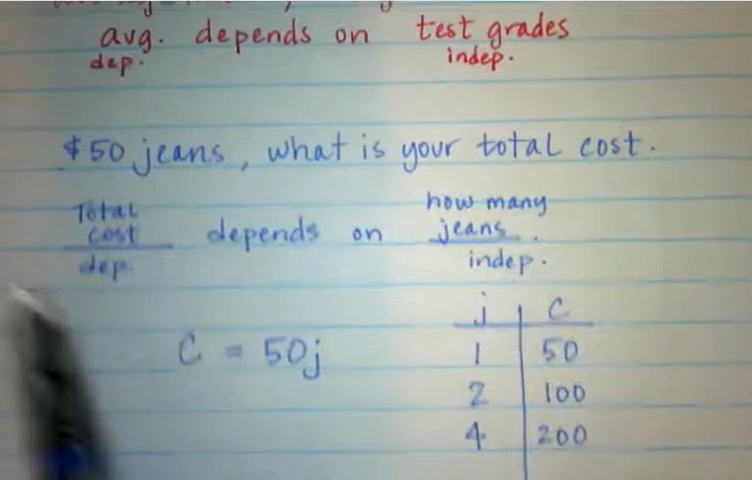 avg. depends on test grades
dep. indep.
$50 jeans, what is your total cost.
Total how many
cost depends on jeans.
dep. indep.
j C
C = 50j 1 50
2 100
4 200